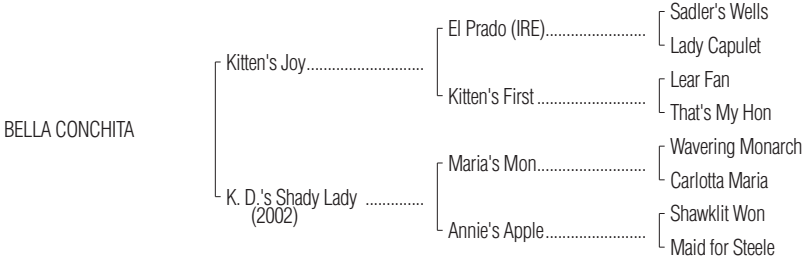 Sadler's Wells
El Prado (IRE)........................
Lady Capulet
Kitten's Joy............................
Lear Fan
Kitten's First ..........................
That's My Hon
BELLA CONCHITA
Wavering Monarch
Maria's Mon..........................
Carlotta Maria
K. D.'s Shady Lady ..............
(2002)
Shawklit Won
Annie's Apple........................
Maid for Steele